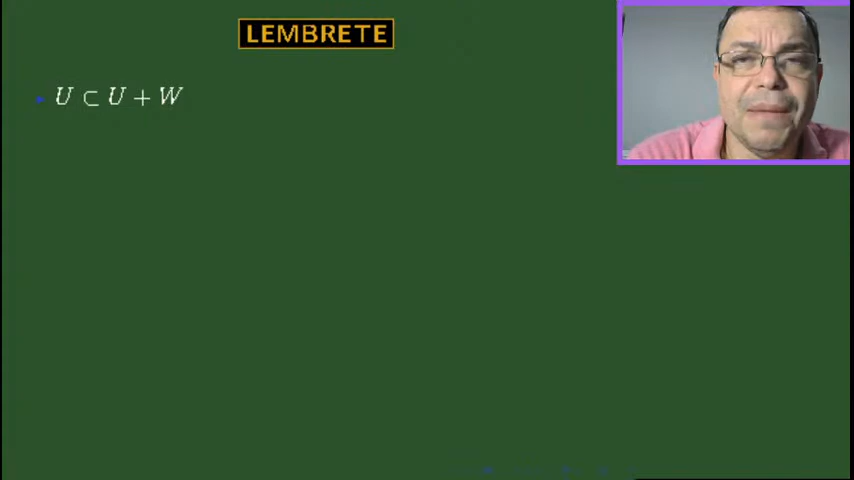 LEMBRETE
• U ⊂ U + W